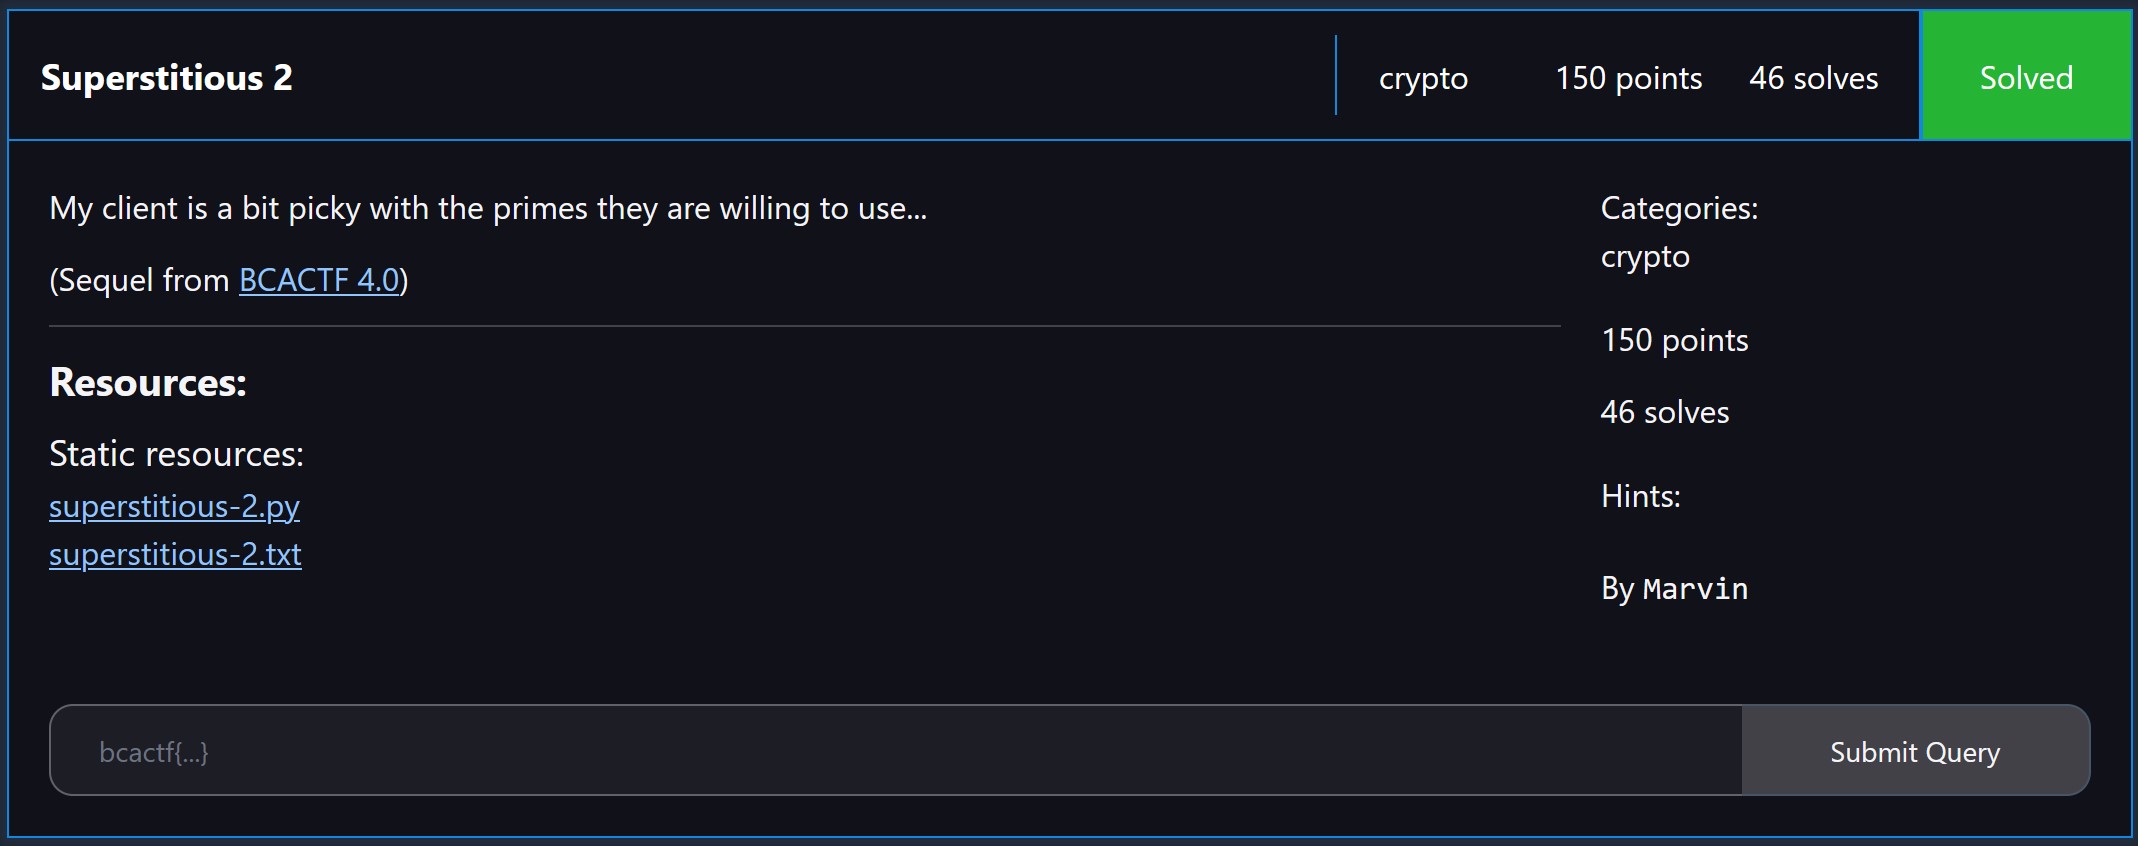 Superstitious 2
crypto
150 points
46 solves
Solved
My client is a bit picky with the primes they are willing to use...
(Sequel from BCACTF 4.0)
Resources:
Static resources:
superstitious-2.py
superstitious-2.txt
Categories:
crypto
150 points
46 solves
Hints:
By Marvin
bcactf{...}
Submit Query